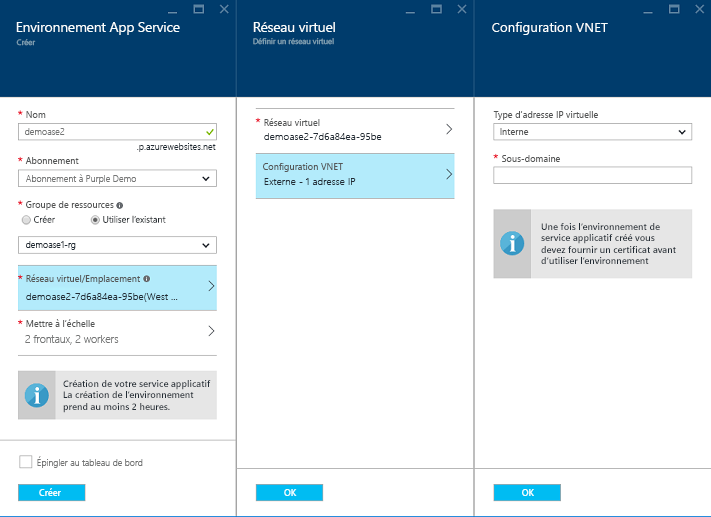 Environnement App Service
Créer
* Nom
demoase2
.p.azurewebsites.net
* Abonnement
Abonnement à Purple Demo
* Groupe de ressources
Créer
Utiliser l'existant
demoase1-rg
* Réseau virtuel/Emplacement
demoase2-7d6a84ea-95be(West ...
* Mettre à l'échelle
2 frontaux, 2 workers
Création de votre service applicatif
La création de l'environnement
prend au moins 2 heures.
Épingler au tableau de bord
Créer
Réseau virtuel
Définir un réseau virtuel
* Réseau virtuel
demoase2-7d6a84ea-95be
Configuration VNET
Externe - 1 adresse IP
OK
Configuration VNET
Type d'adresse IP virtuelle
Interne
* Sous-domaine
Une fois l'environnement de
service applicatif créé vous
devez fournir un certificat avant
d'utiliser l'environnement
OK